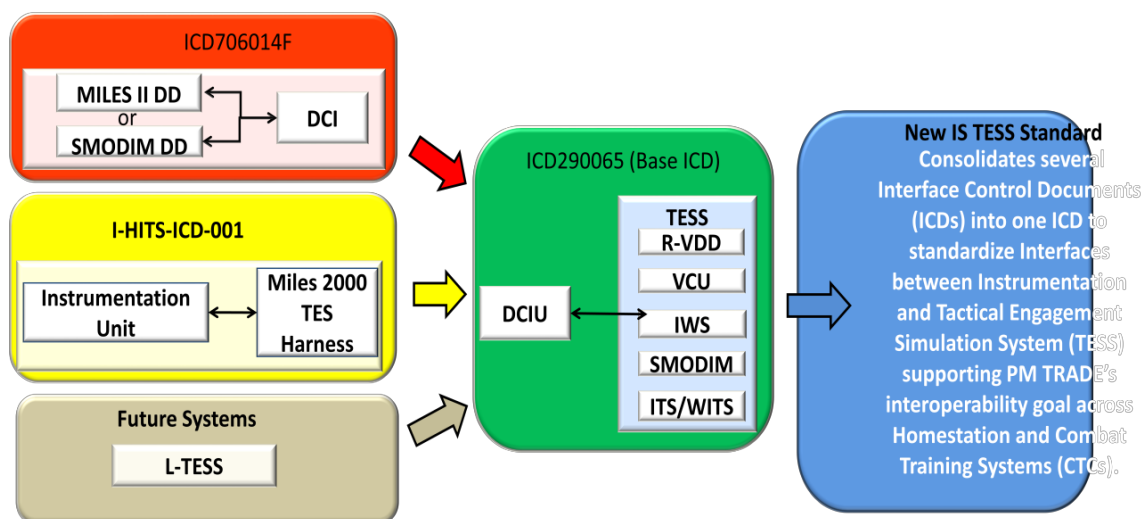 ICD706014F
MILES II DD
or
SMODIM DD
DCI
I-HITS-ICD-001
Instrumentation
Unit
Miles 2000
TES
Harness
Future Systems
L-TESS
ICD290065 (Base ICD)
DCIU
TESS
R-VDD
VCU
IWS
SMODIM
ITS/WITS
New IS TESS Standard
Consolidates several
Interface Control Documents
(ICDs) into one ICD to
standardize Interfaces
between Instrumentation
and Tactical Engagement
Simulation System (TESS)
supporting PM TRADE's
interoperability goal across
Homestation and Combat
Training Systems (CTCs).